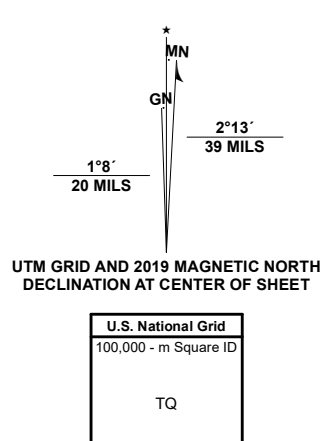 ★
MN
GN
2°13´
39 MILS
1°8´
20 MILS
UTM GRID AND 2019 MAGNETIC NORTH
DECLINATION AT CENTER OF SHEET
U.S. National Grid
100,000 - m Square ID
TQ